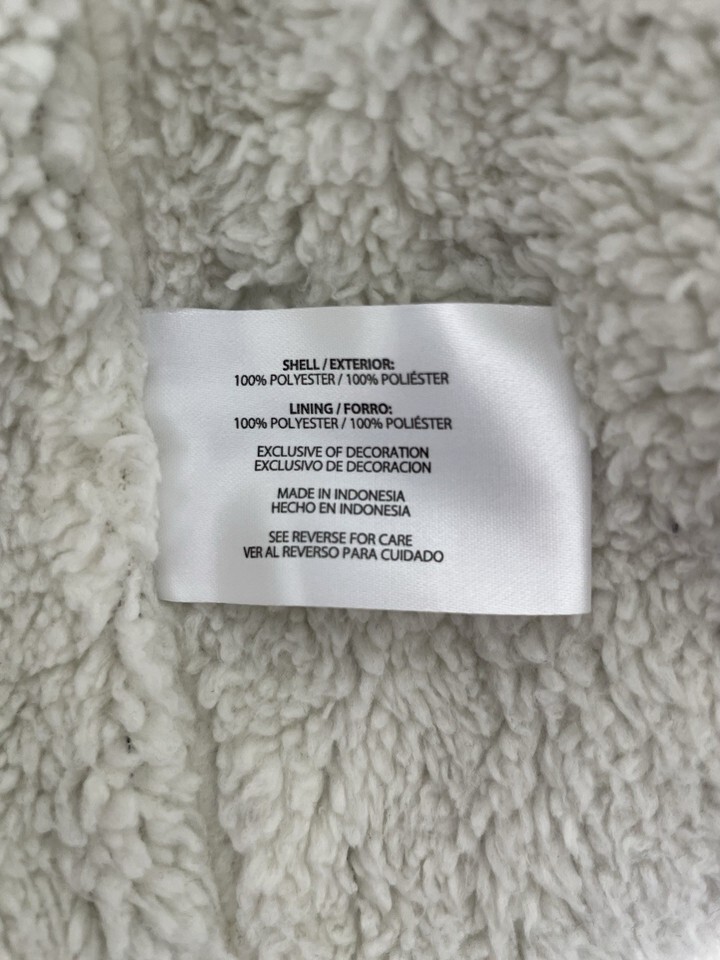 SHELL / EXTERIOR:
100% POLYESTER / 100% POLIÉSTER
LINING / FORRO:
100% POLYESTER / 100% POLIÉSTER
EXCLUSIVE OF DECORATION
EXCLUSIVO DE DECORACION
MADE IN INDONESIA
HECHO EN INDONESIA
SEE REVERSE FOR CARE
VER AL REVERSO PARA CUIDADO